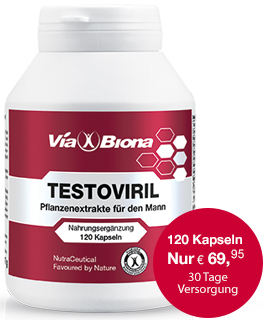 Vía Biona
TESTOVIRIL
Pflanzenextrakte für den Mann
Nahrungsergänzung
120 Kapseln
NutraCeutical
Favoured by Nature
120 Kapseln
Nur € 69,95
30 Tage
Versorgung